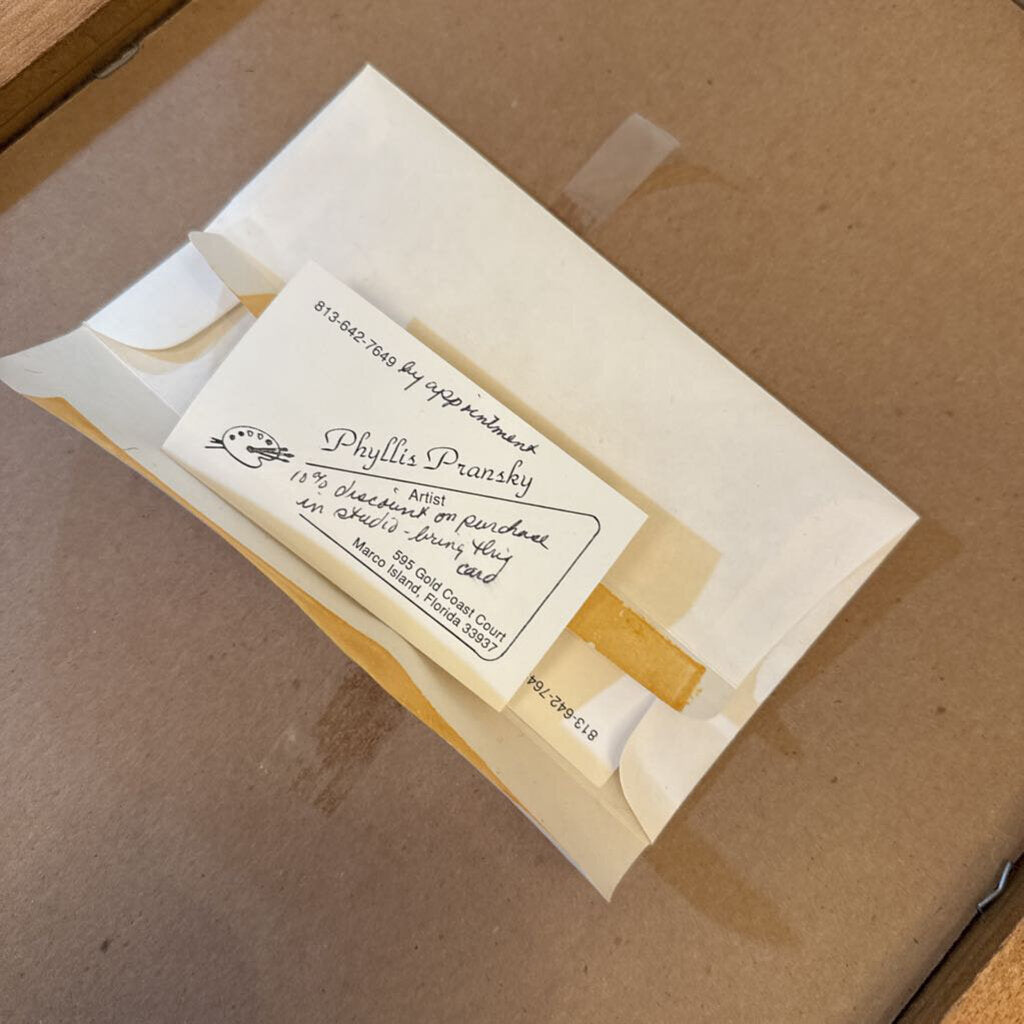 813-642-7649 by appointment
Phyllis Pransky
Artist
10% discount on purchase
in studio - bring this
card
595 Gold Coast Court
Marco Island, Florida 33937
813-642-764